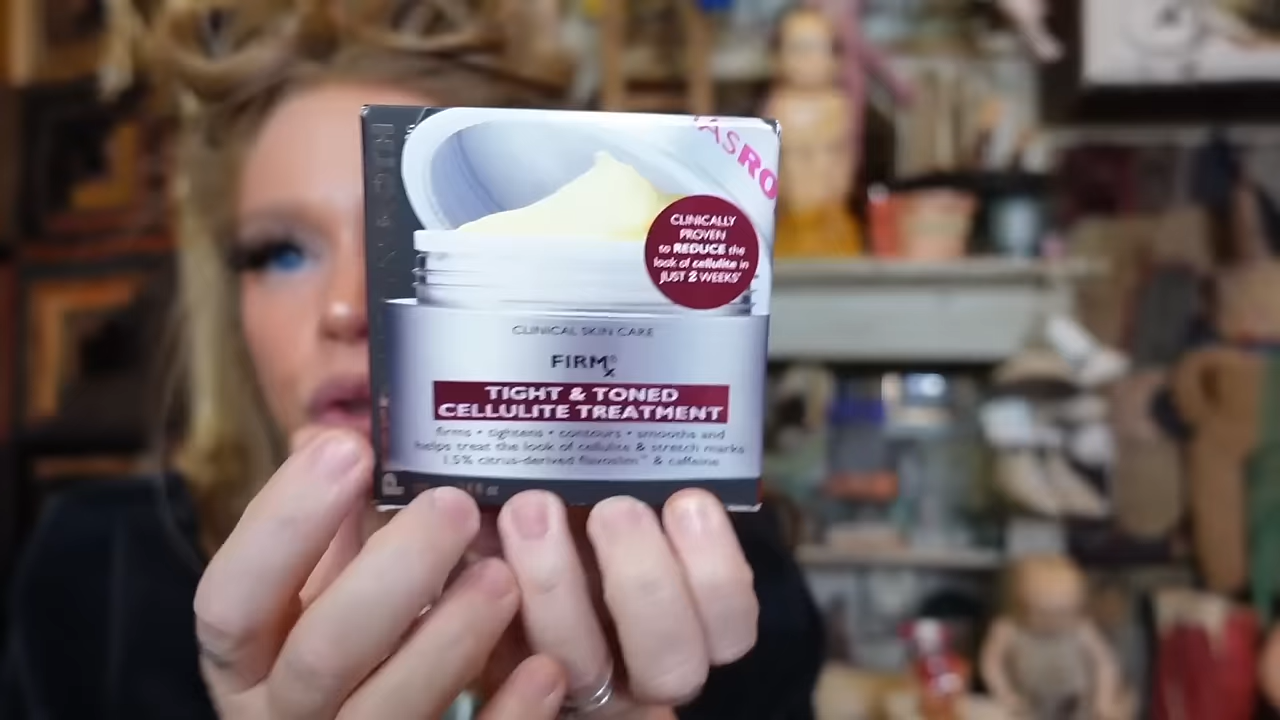 ASRO
CLINICALLY
PROVEN
to REDUCE the
look of cellulite in
JUST 2 WEEKS*
CLINICAL SKIN CARE
FIRMx®
TIGHT & TONED
CELLULITE TREATMENT
firms • tightens • contours • smooths and
helps treat the look of cellulite & stretch marks
1.5% citrus-derived flavoslim™ & caffeine